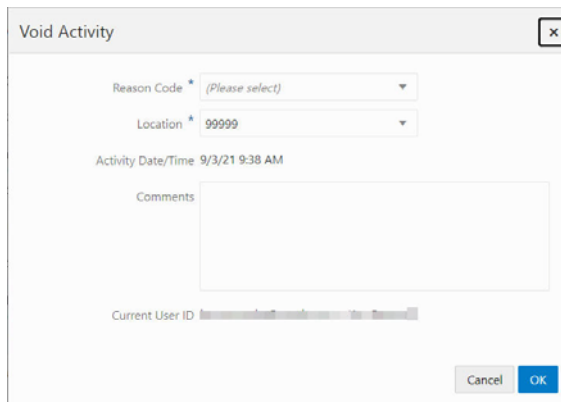 Void Activity
Reason Code * (Please select)
Location * 99999
Activity Date/Time 9/3/21 9:38 AM
Comments
Current User ID
Cancel OK